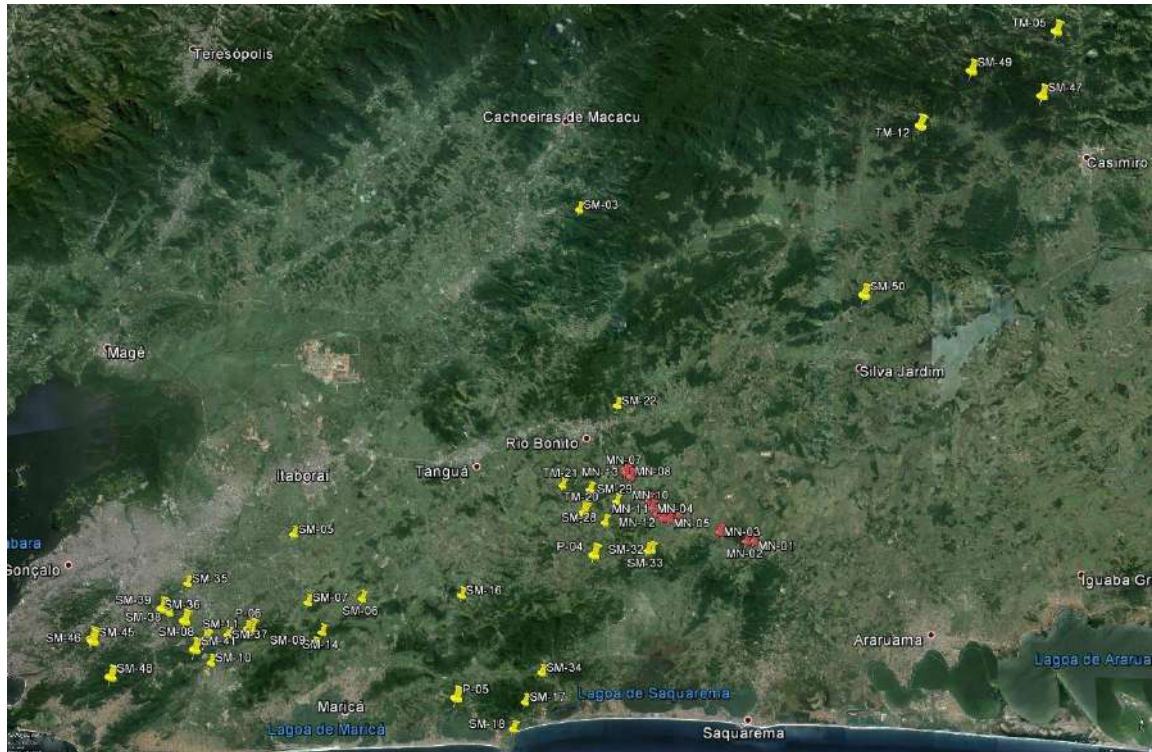 TM-05
Teresópolis
SM-49
SM-47
Cachoeiras de Macacu
TM-12
Casimiro
SM-03
SM-50
Magé
Silva Jardim
SM-22
Rio Bonito
MN-07
Tanguá
TM-21
MN-13
MN-08
Itaboraí
SM-29
TM-20
MN-10
SM-28
MN-11
MN-04
MN-12
MN-05
SM-05
MN-03
P-04
SM-32
MN-02
MN-01
abara
SM-33
Gonçalo
SM-35
Iguaba Gr
SM-16
SM-39
SM-36
SM-07
SM-06
SM-38
P-06
SM-11
SM-46
SM-45
SM-08
SM-37
SM-09
SM-14
SM-41
Araruama
SM-10
Lagoa de Ararua
SM-48
SM-34
P-05
Lagoa de Saquarema
SM-17
Maricá
SM-18
Lagoa de Maricá
Saquarema